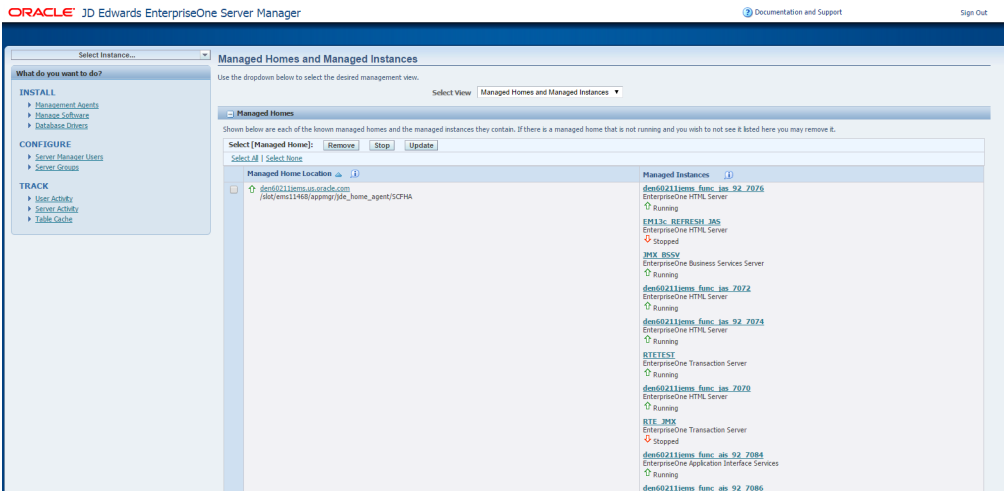 ORACLE JD Edwards EnterpriseOne Server Manager
Documentation and Support
Sign Out
Select Instance...
What do you want to do?
INSTALL
Management Agents
Manage Software
Database Drivers
CONFIGURE
Server Manager Users
Server Groups
TRACK
User Activity
Server Activity
Table Cache
Managed Homes and Managed Instances
Use the dropdown below to select the desired management view.
Select View Managed Homes and Managed Instances
Managed Homes
Shown below are each of the known managed homes and the managed instances they contain. If there is a managed home that is not running and you wish to not see it listed here you may remove it.
Select [Managed Home]: Remove Stop Update
Select All | Select None
Managed Home Location
Managed Instances
den60211jems.us.oracle.com
/slot/ems11468/appmgr/jde_home_agent/SCFHA
den60211jems_func_jas_92_7076
EnterpriseOne HTML Server
Running
EM13c_REFRESH_JAS
EnterpriseOne HTML Server
Stopped
JMX_BSSV
EnterpriseOne Business Services Server
Running
den60211jems_func_jas_7072
EnterpriseOne HTML Server
Running
den60211jems_func_jas_92_7074
EnterpriseOne HTML Server
Running
RTETEST
EnterpriseOne Transaction Server
Running
den60211jems_func_jas_7070
EnterpriseOne HTML Server
Running
RTE_JMX
EnterpriseOne Transaction Server
Stopped
den60211jems_func_ais_92_7084
EnterpriseOne Application Interface Services
Running
den60211jems_func_ais_92_7086